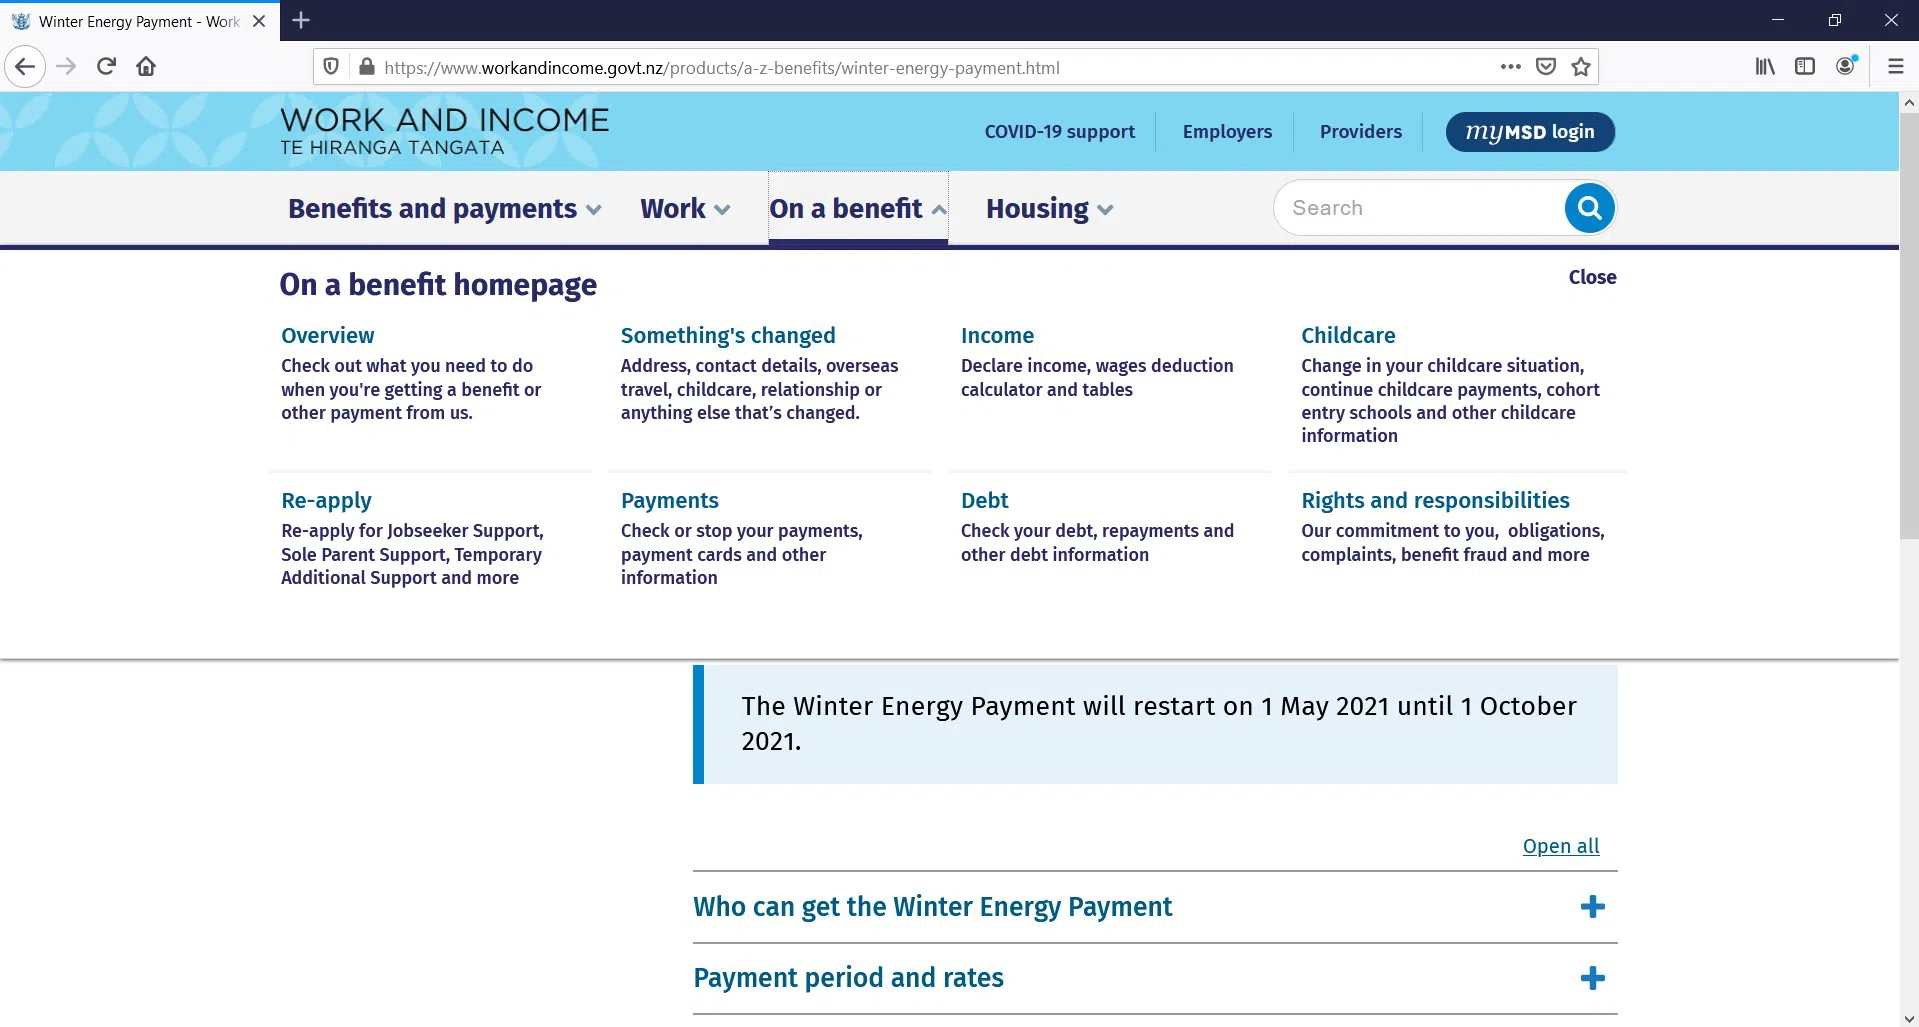 Winter Energy Payment - Work
https://www.workandincome.govt.nz/products/a-z-benefits/winter-energy-payment.html
WORK AND INCOME
TE HIRANGA TANGATA
COVID-19 support
Employers
Providers
myMSD login
Benefits and payments
Work
On a benefit
Housing
Search
On a benefit homepage
Close
Overview
Check out what you need to do
when you're getting a benefit or
other payment from us.
Something's changed
Address, contact details, overseas
travel, childcare, relationship or
anything else that’s changed.
Income
Declare income, wages deduction
calculator and tables
Childcare
Change in your childcare situation,
continue childcare payments, cohort
entry schools and other childcare
information
Re-apply
Re-apply for Jobseeker Support,
Sole Parent Support, Temporary
Additional Support and more
Payments
Check or stop your payments,
payment cards and other
information
Debt
Check your debt, repayments and
other debt information
Rights and responsibilities
Our commitment to you,  obligations,
complaints, benefit fraud and more
The Winter Energy Payment will restart on 1 May 2021 until 1 October
2021.
Open all
Who can get the Winter Energy Payment
Payment period and rates